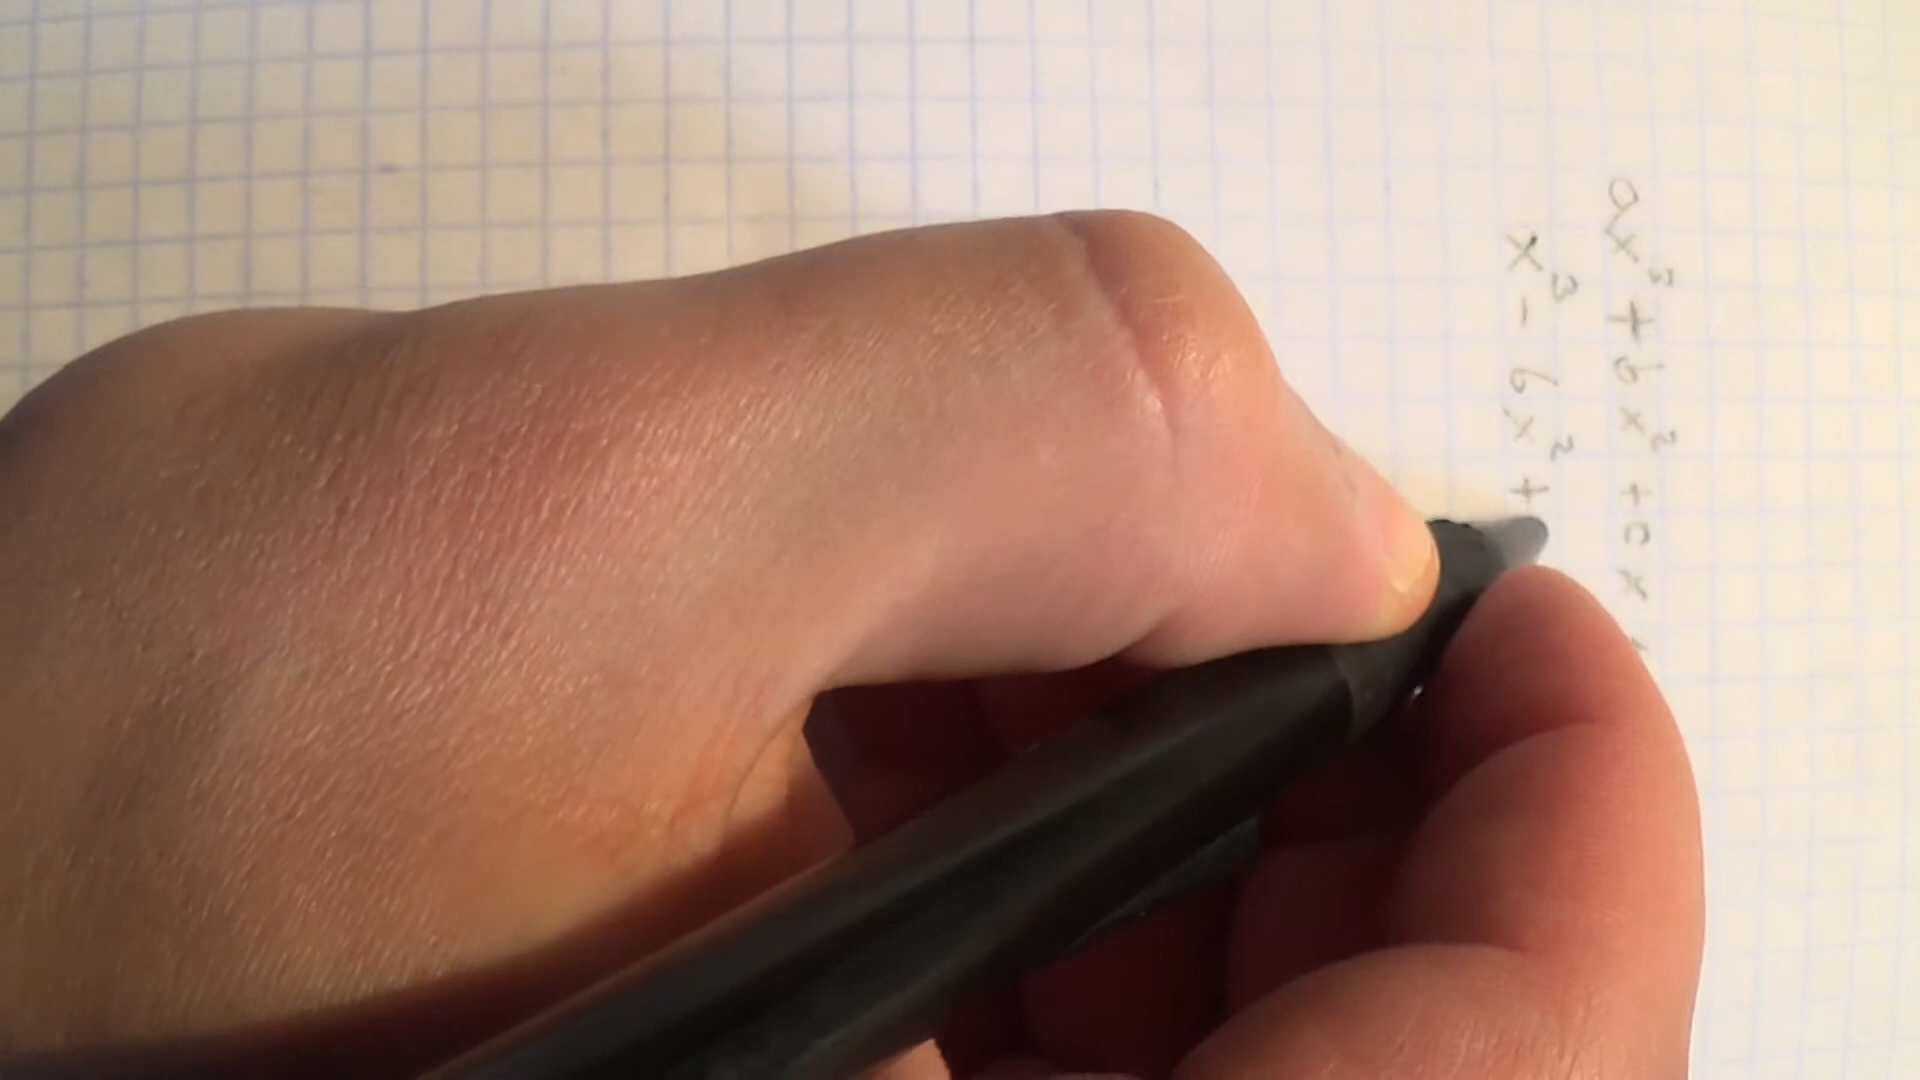 ax³ + bx² + cx +
x³ - 6x² +